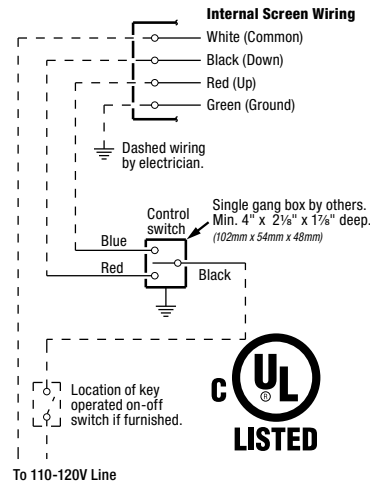 Internal Screen Wiring
White (Common)
Black (Down)
Red (Up)
Green (Ground)
Dashed wiring
by electrician.
Single gang box by others.
Min. 4" x 2⅛" x 1⅞" deep.
(102mm x 54mm x 48mm)
Control
switch
Blue
Red
Black
Location of key
operated on-off
switch if furnished.
C UL ®
LISTED
To 110-120V Line